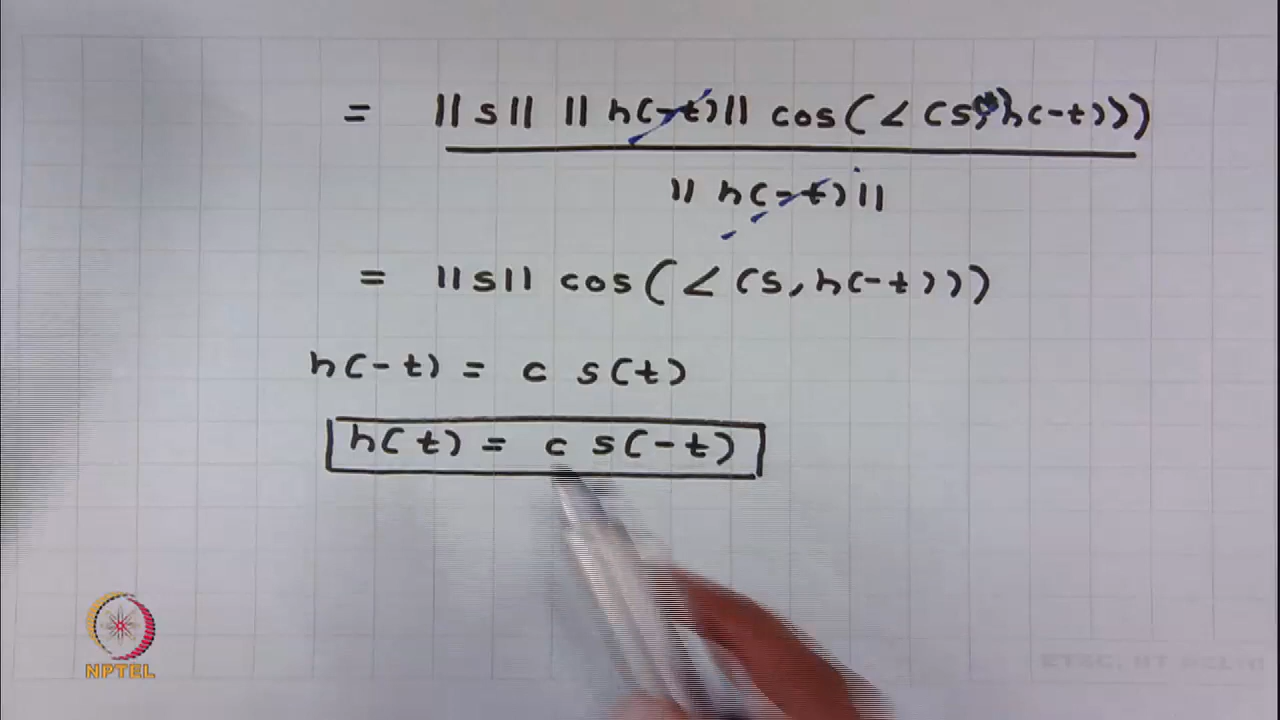 = || s || || h(-t) || cos(∠(s, h(-t)))
|| h(-t) ||
= ||s|| cos(∠(s, h(-t)))
h(-t) = c s(t)
h(t) = c s(-t)
NPTEL